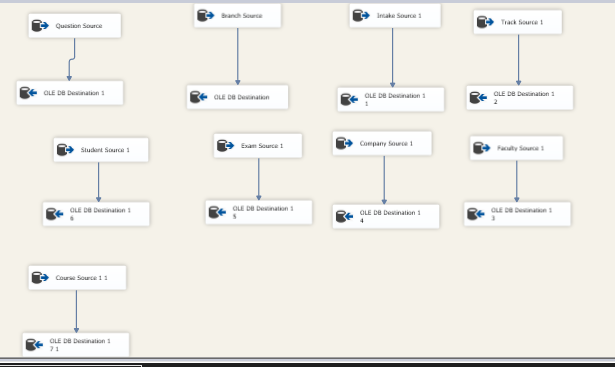 Question Source
Branch Source
Intake Source 1
Track Source 1
OLE DB Destination 1
OLE DB Destination
OLE DB Destination 1
1
OLE DB Destination 1
2
Student Source 1
Exam Source 1
Company Source 1
Faculty Source 1
OLE DB Destination 1
6
OLE DB Destination 1
5
OLE DB Destination 1
4
OLE DB Destination 1
3
Course Source 1 1
OLE DB Destination 1
7 1